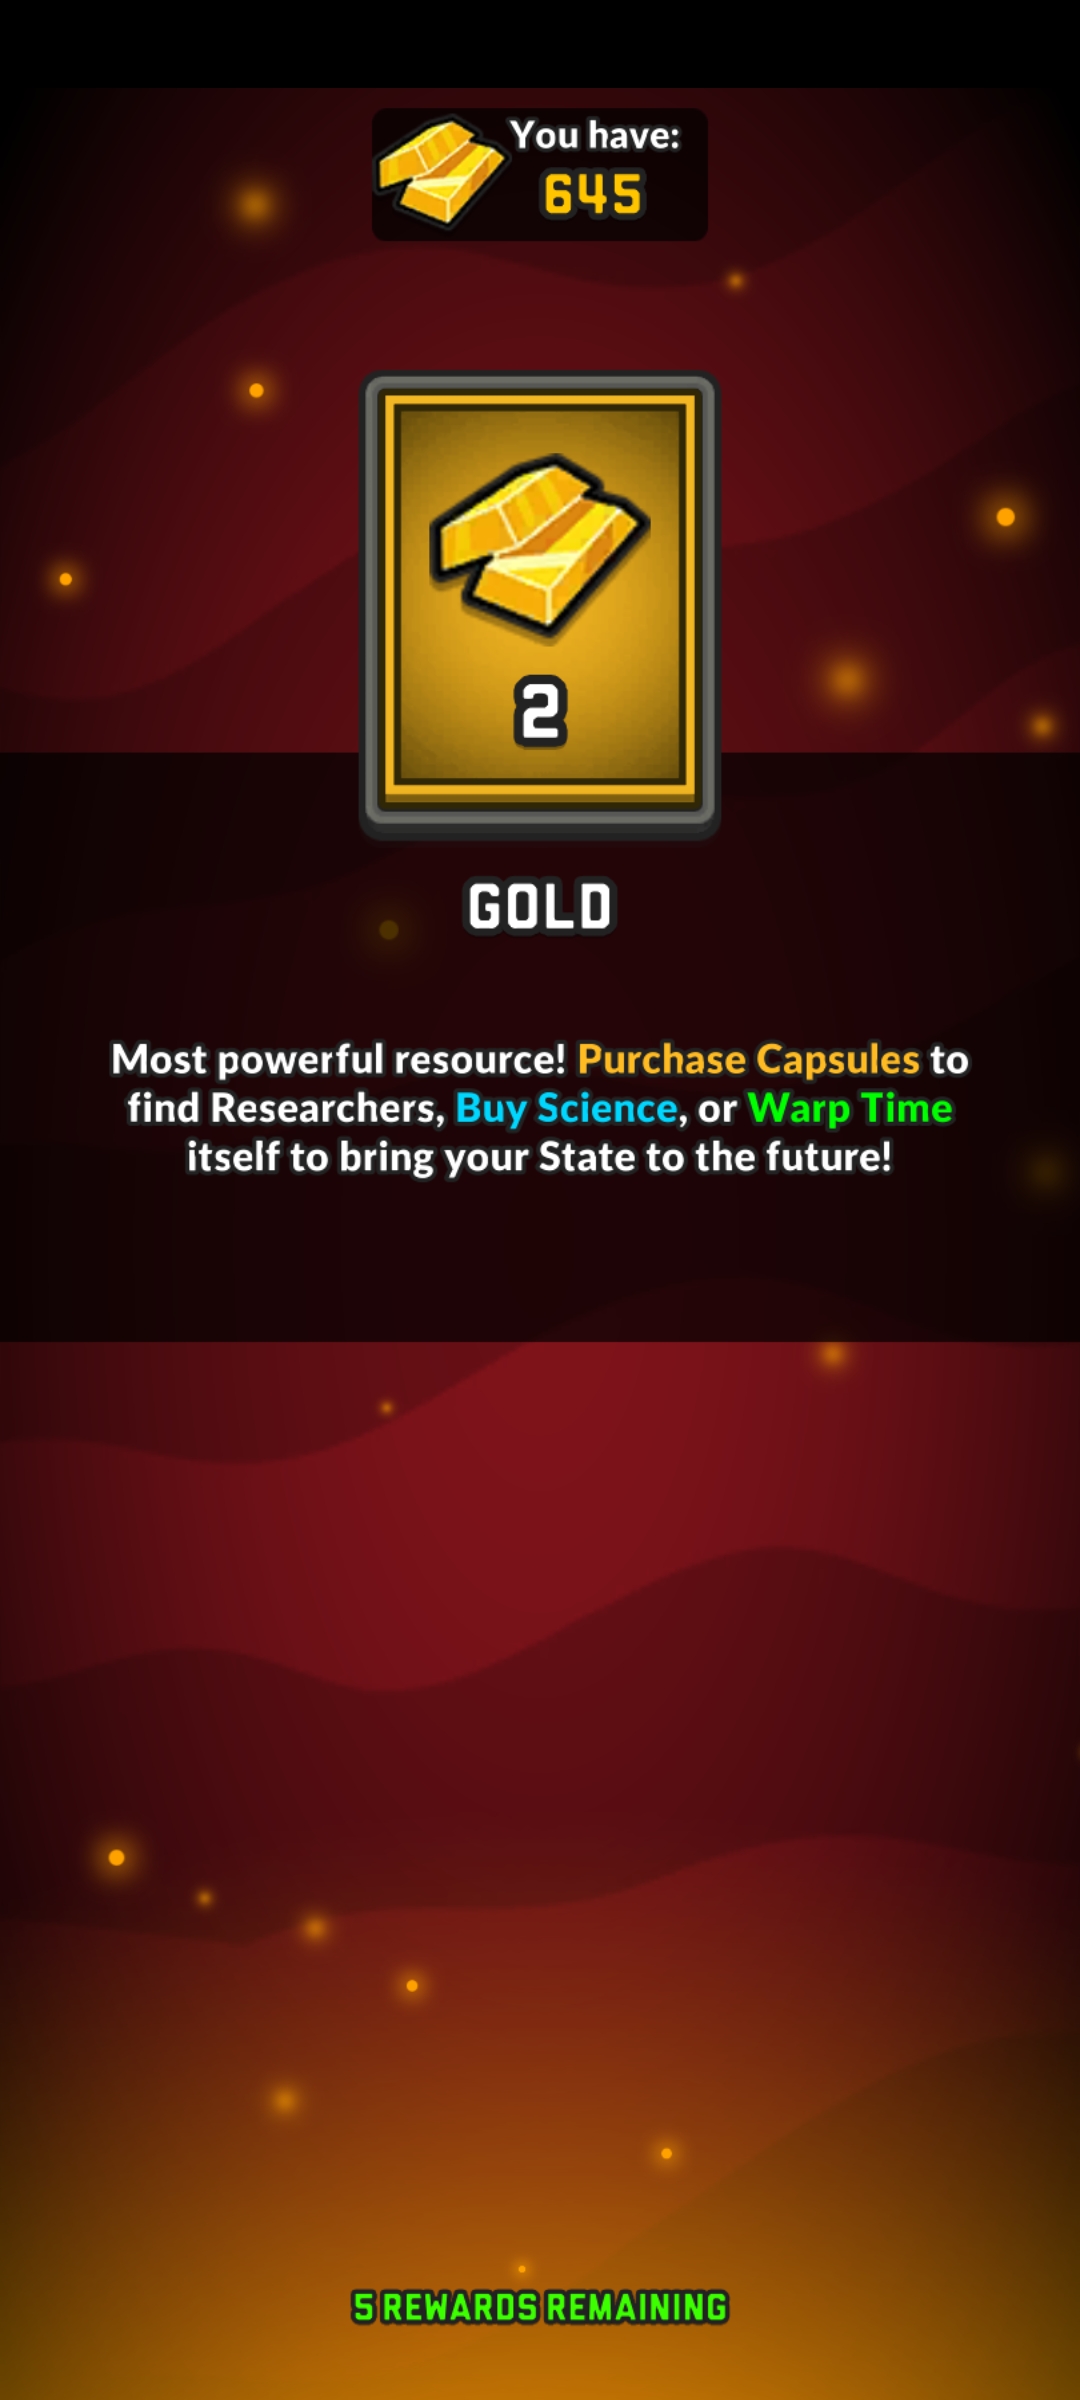 You have:
645
2
GOLD
Most powerful resource! Purchase Capsules to
find Researchers, Buy Science, or Warp Time
itself to bring your State to the future!
5 REWARDS REMAINING